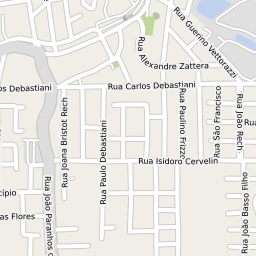 Rua Guerino Vettorazzi
Rua Alexandre Zattera
Rua Carlos Debastiani
Debastiani
Rua Joana Bristot Rech
Rua Paulo Debastiani
Rua Paulino Frizzo
Rua São Francisco
Rua João Rech
Rua Isidoro Cervelin
Rua João Paranhos
cípio
as Flores
Rua João Basso Filho